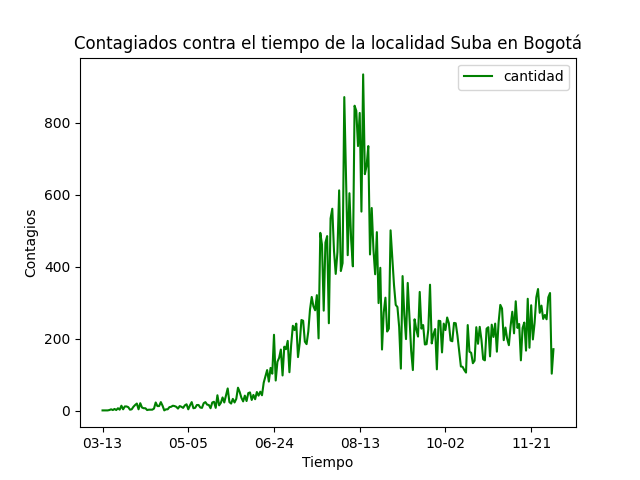 Contagiados contra el tiempo de la localidad Suba en Bogotá
cantidad
800
600
400
200
0
Contagios
03-13 05-05 06-24 08-13 10-02 11-21
Tiempo